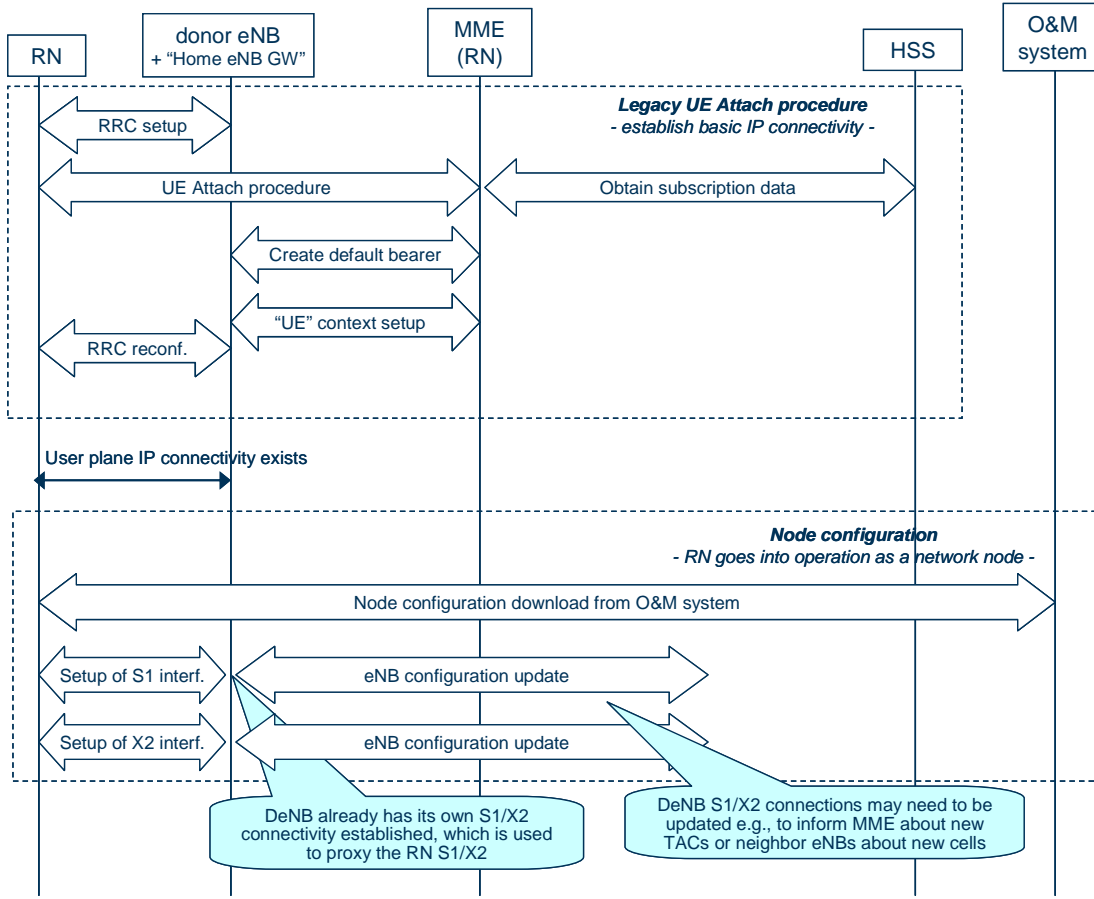 RN
donor eNB
+ “Home eNB GW”
MME
(RN)
HSS
O&M
system
Legacy UE Attach procedure
- establish basic IP connectivity -
RRC setup
UE Attach procedure
Obtain subscription data
Create default bearer
“UE” context setup
RRC reconf.
User plane IP connectivity exists
Node configuration
- RN goes into operation as a network node -
Node configuration download from O&M system
Setup of S1 interf.
eNB configuration update
Setup of X2 interf.
eNB configuration update
DeNB already has its own S1/X2
connectivity established, which is used
to proxy the RN S1/X2
DeNB S1/X2 connections may need to be
updated e.g., to inform MME about new
TACs or neighbor eNBs about new cells